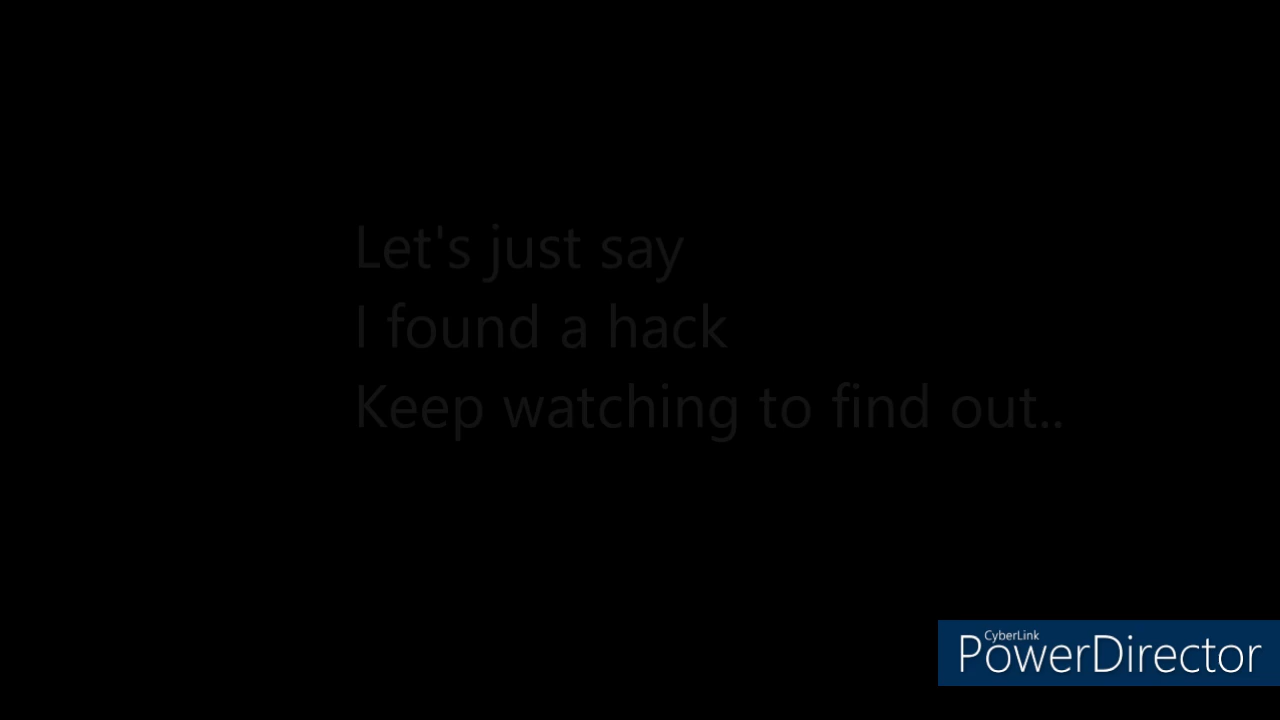 Let's just say
I found a hack
Keep watching to find out..
CyberLink
PowerDirector